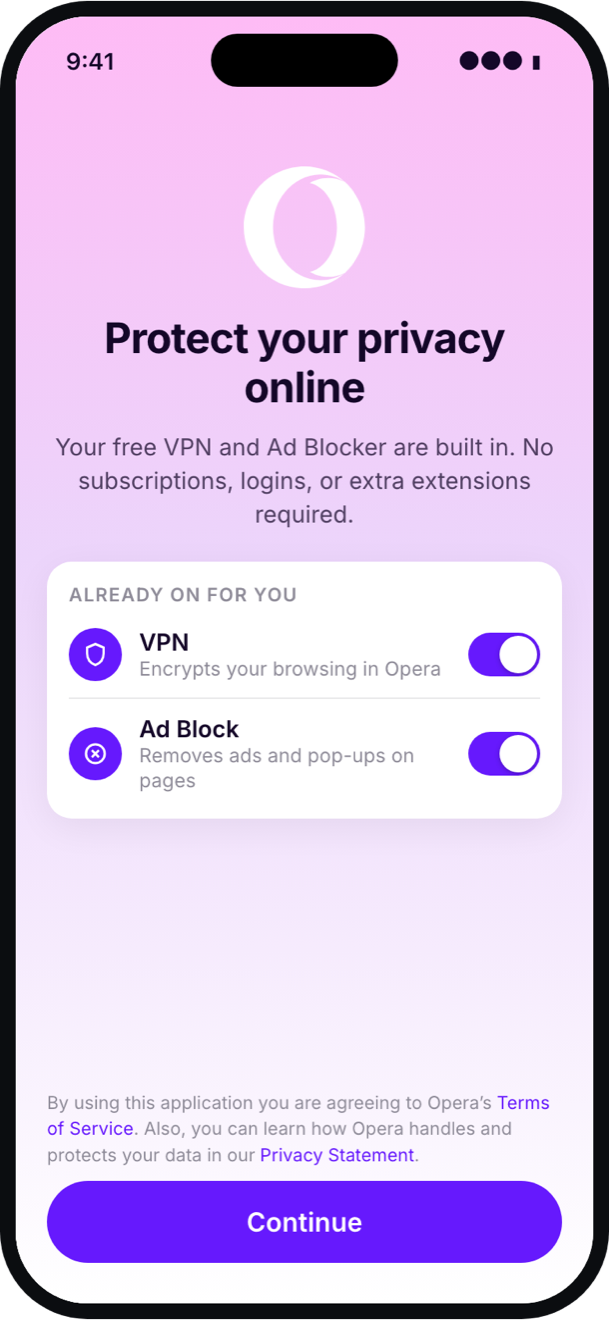 9:41
Protect your privacy
online
Your free VPN and Ad Blocker are built in. No
subscriptions, logins, or extra extensions
required.
ALREADY ON FOR YOU
VPN
Encrypts your browsing in Opera
Ad Block
Removes ads and pop-ups on
pages
By using this application you are agreeing to Opera’s Terms
of Service. Also, you can learn how Opera handles and
protects your data in our Privacy Statement.
Continue